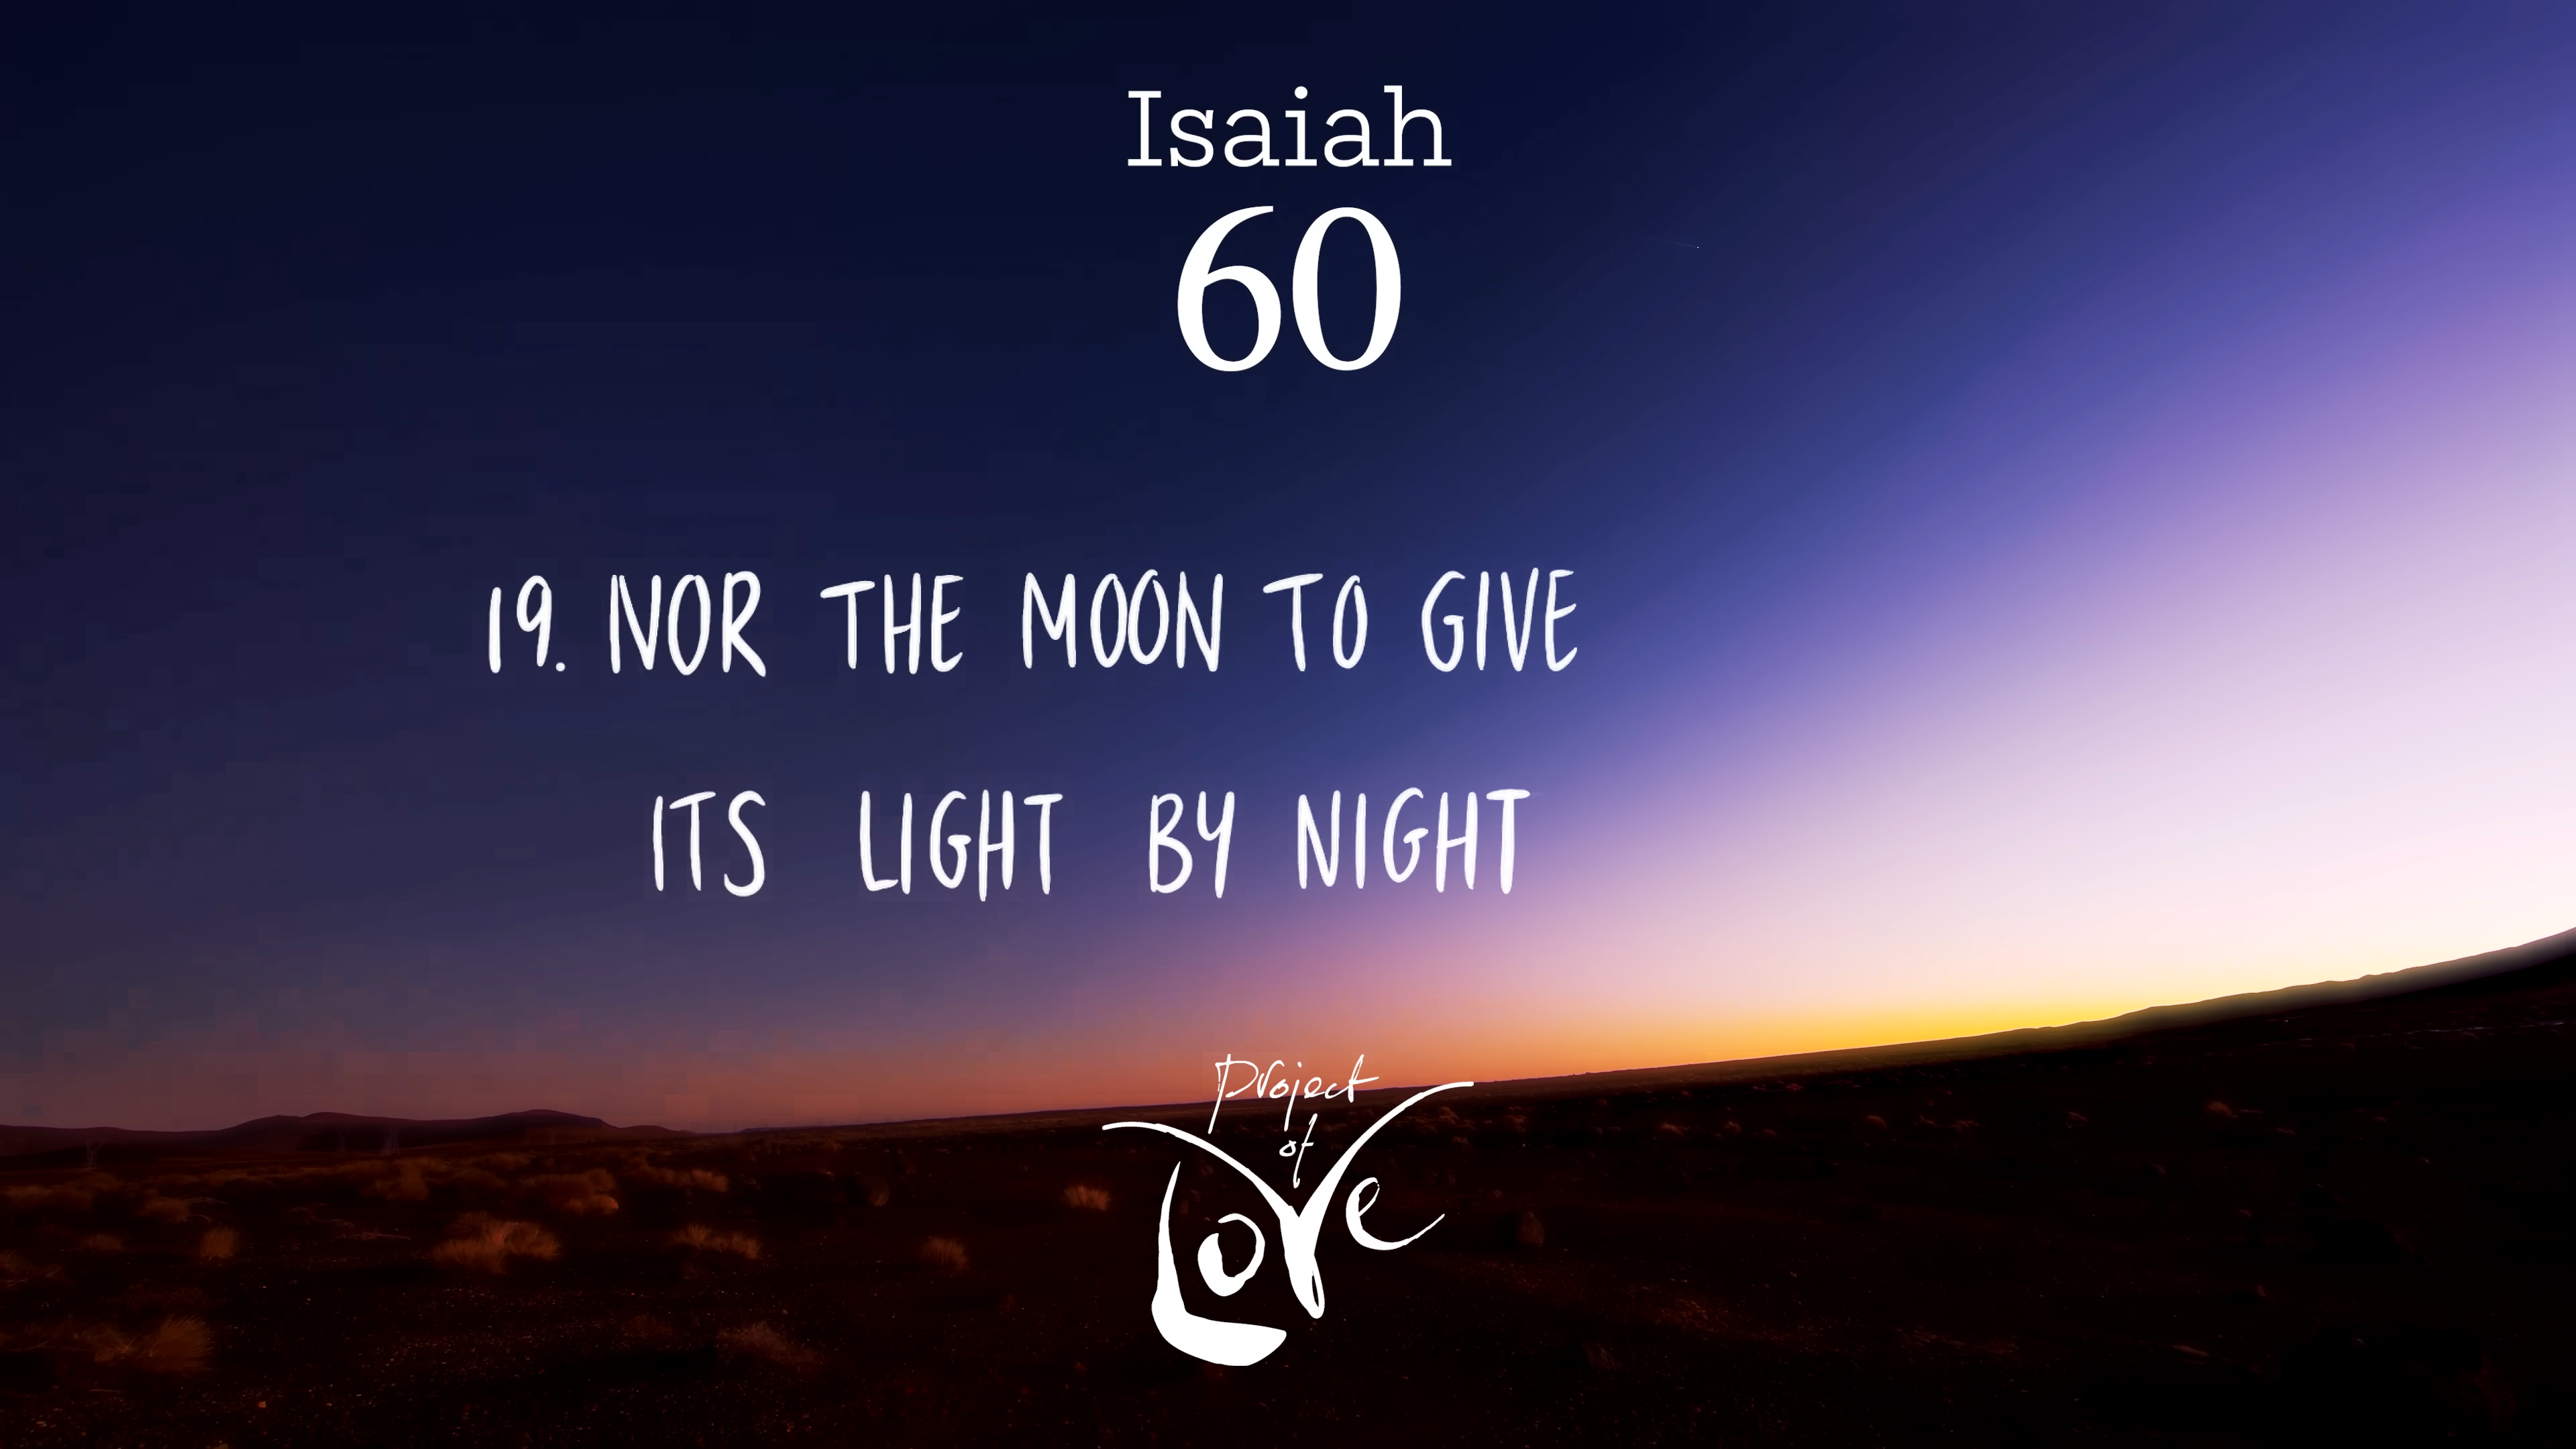 Isaiah
60
19. NOR THE MOON TO GIVE
ITS LIGHT BY NIGHT
Project
of
Love